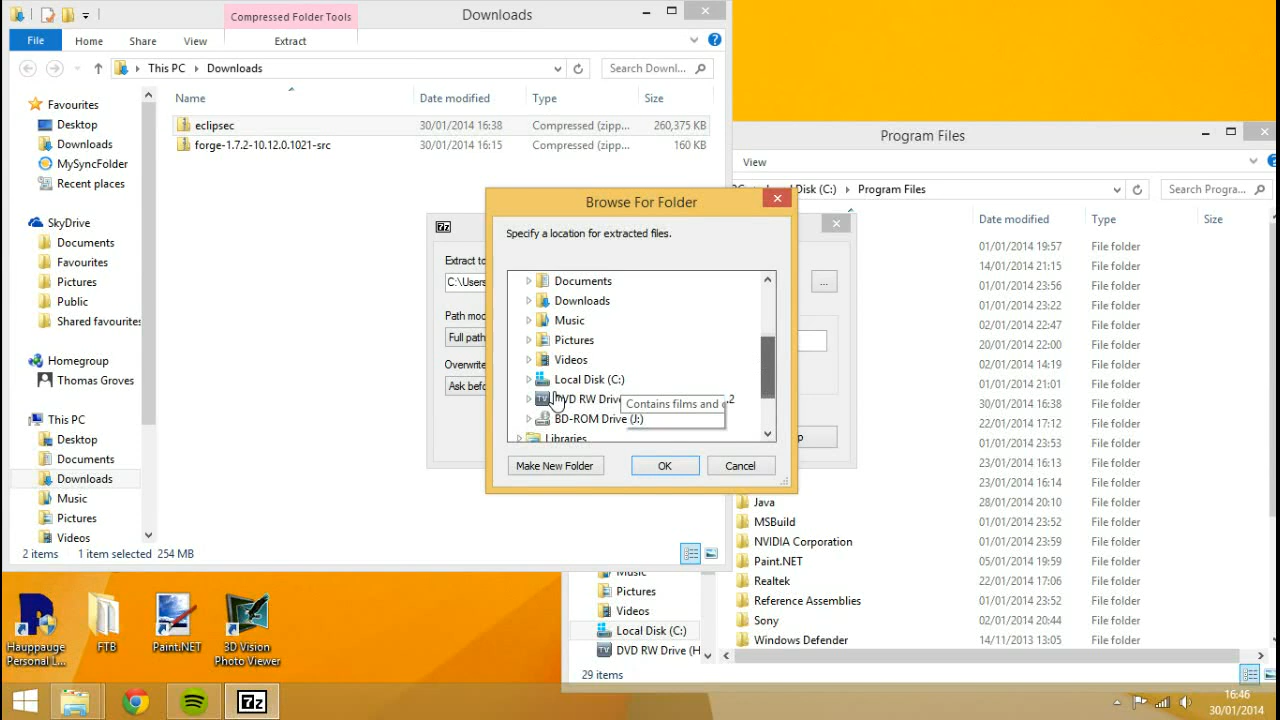 Compressed Folder Tools
Downloads
File
Home
Share
View
Extract
This PC
Downloads
Search Downl...
Name
Date modified
Type
Size
eclipsec
30/01/2014 16:38
Compressed (zipp...
260,375 KB
forge-1.7.2-10.12.0.1021-src
30/01/2014 16:15
Compressed (zipp...
160 KB
Favourites
Desktop
Downloads
MySyncFolder
Recent places
SkyDrive
Documents
Favourites
Pictures
Public
Shared favourites
Homegroup
Thomas Groves
This PC
Desktop
Documents
Downloads
Music
Pictures
Videos
2 items
1 item selected
254 MB
Extract to
C:\Users
Path mod
Full path
Overwrite
Ask befo
...
Browse For Folder
Specify a location for extracted files.
Documents
Downloads
Music
Pictures
Videos
Local Disk (C:)
DVD RW Drive
Contains films and
BD-ROM Drive (J:)
Libraries
Make New Folder
OK
Cancel
Program Files
View
Disk (C:)
Program Files
Search Progra...
Date modified
Type
Size
01/01/2014 19:57
File folder
14/01/2014 21:15
File folder
01/01/2014 23:56
File folder
01/01/2014 23:22
File folder
02/01/2014 22:47
File folder
20/01/2014 22:00
File folder
02/01/2014 14:19
File folder
01/01/2014 21:01
File folder
30/01/2014 16:38
File folder
22/01/2014 17:12
File folder
01/01/2014 23:53
File folder
23/01/2014 16:13
File folder
23/01/2014 16:14
File folder
Java
28/01/2014 20:10
File folder
MSBuild
01/01/2014 23:52
File folder
NVIDIA Corporation
01/01/2014 23:59
File folder
Paint.NET
05/01/2014 19:59
File folder
Realtek
22/01/2014 17:06
File folder
Reference Assemblies
01/01/2014 23:52
File folder
Sony
02/01/2014 20:44
File folder
Windows Defender
14/11/2013 13:05
File folder
Music
Pictures
Videos
Local Disk (C:)
DVD RW Drive (H
29 items
Hauppauge
Personal L...
FTB
Paint.NET
3D Vision
Photo Viewer
7z
16:46
30/01/2014